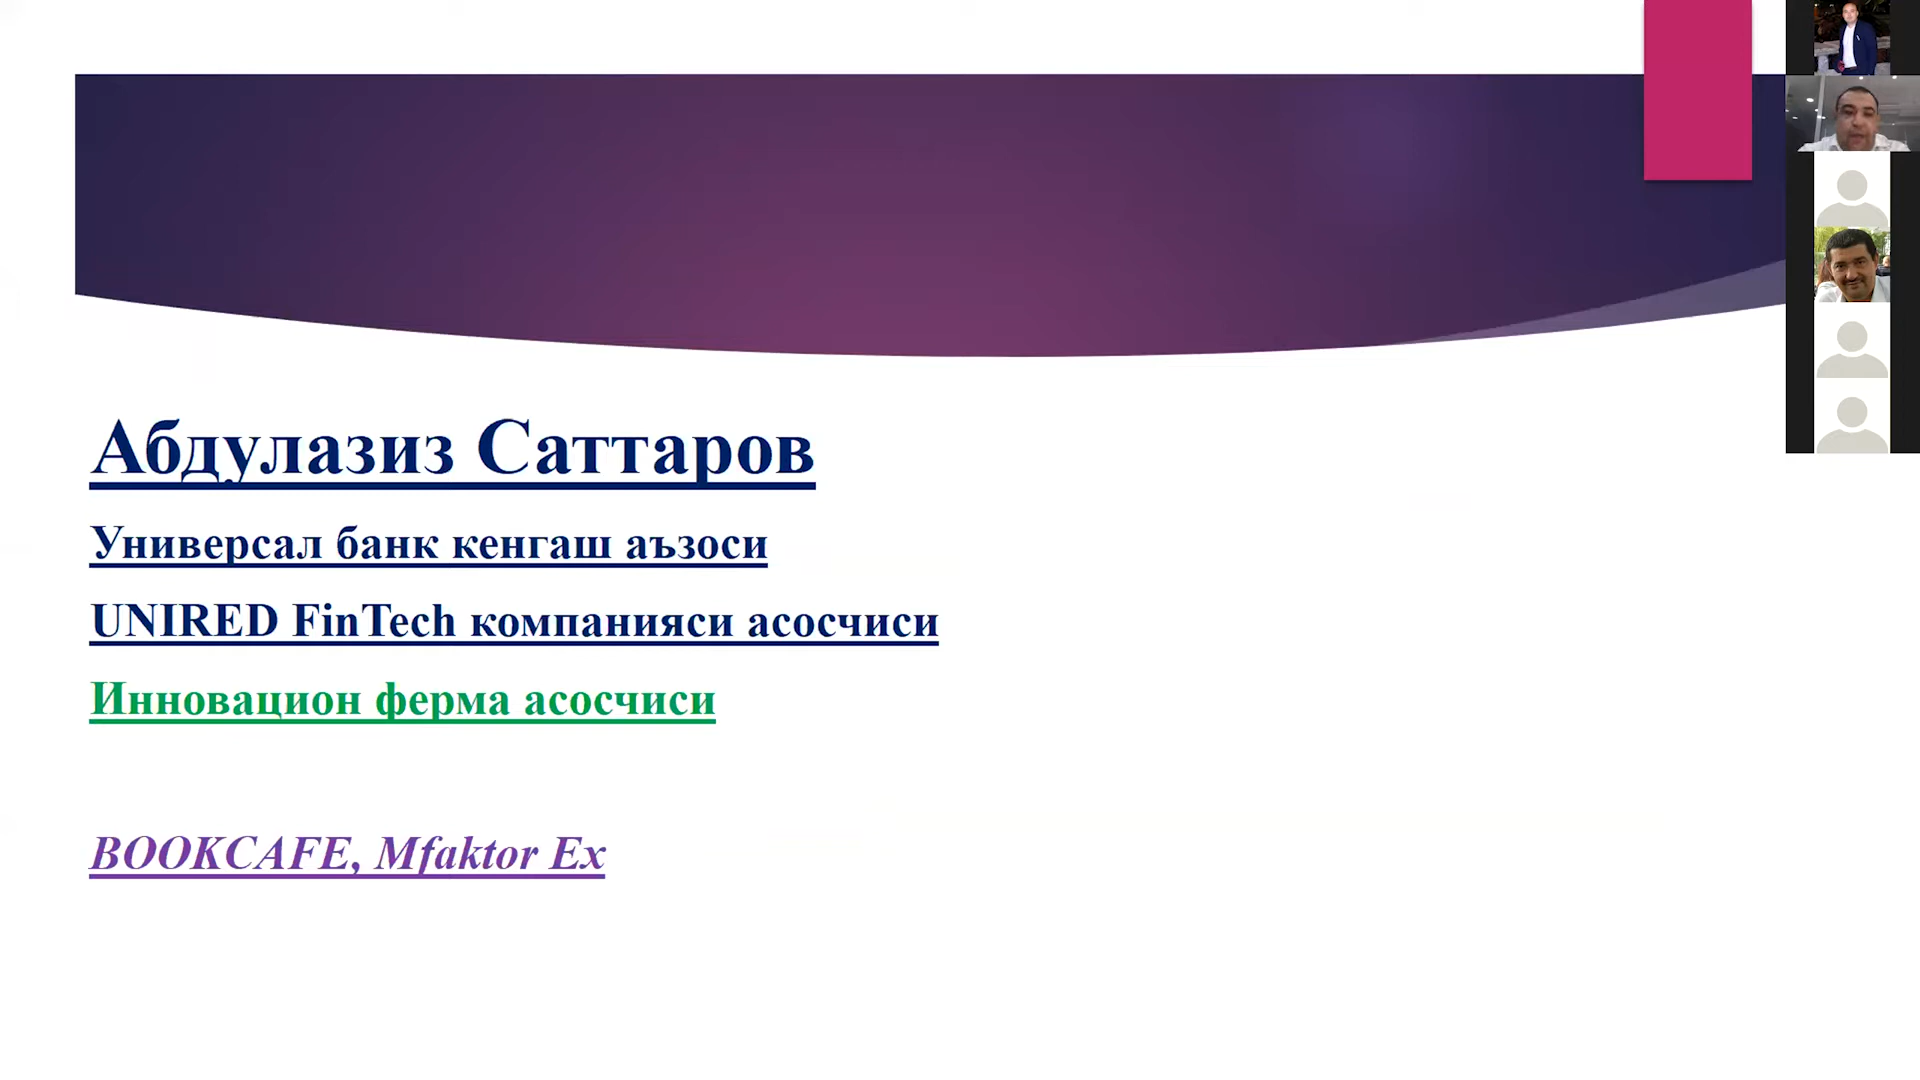 Абдулазиз Саттаров
Универсал банк кенгаш аъзоси
UNIRED FinTech компанияси асосчиси
Инновацион ферма асосчиси
BOOKCAFE, Mfaktor Ex